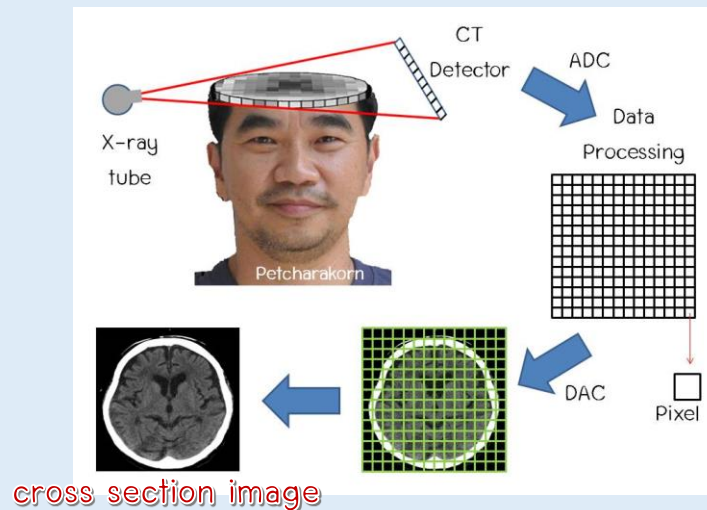 CT
Detector
ADC
Data
Processing
X-ray
tube
Petcharakorn
DAC
Pixel
cross section image